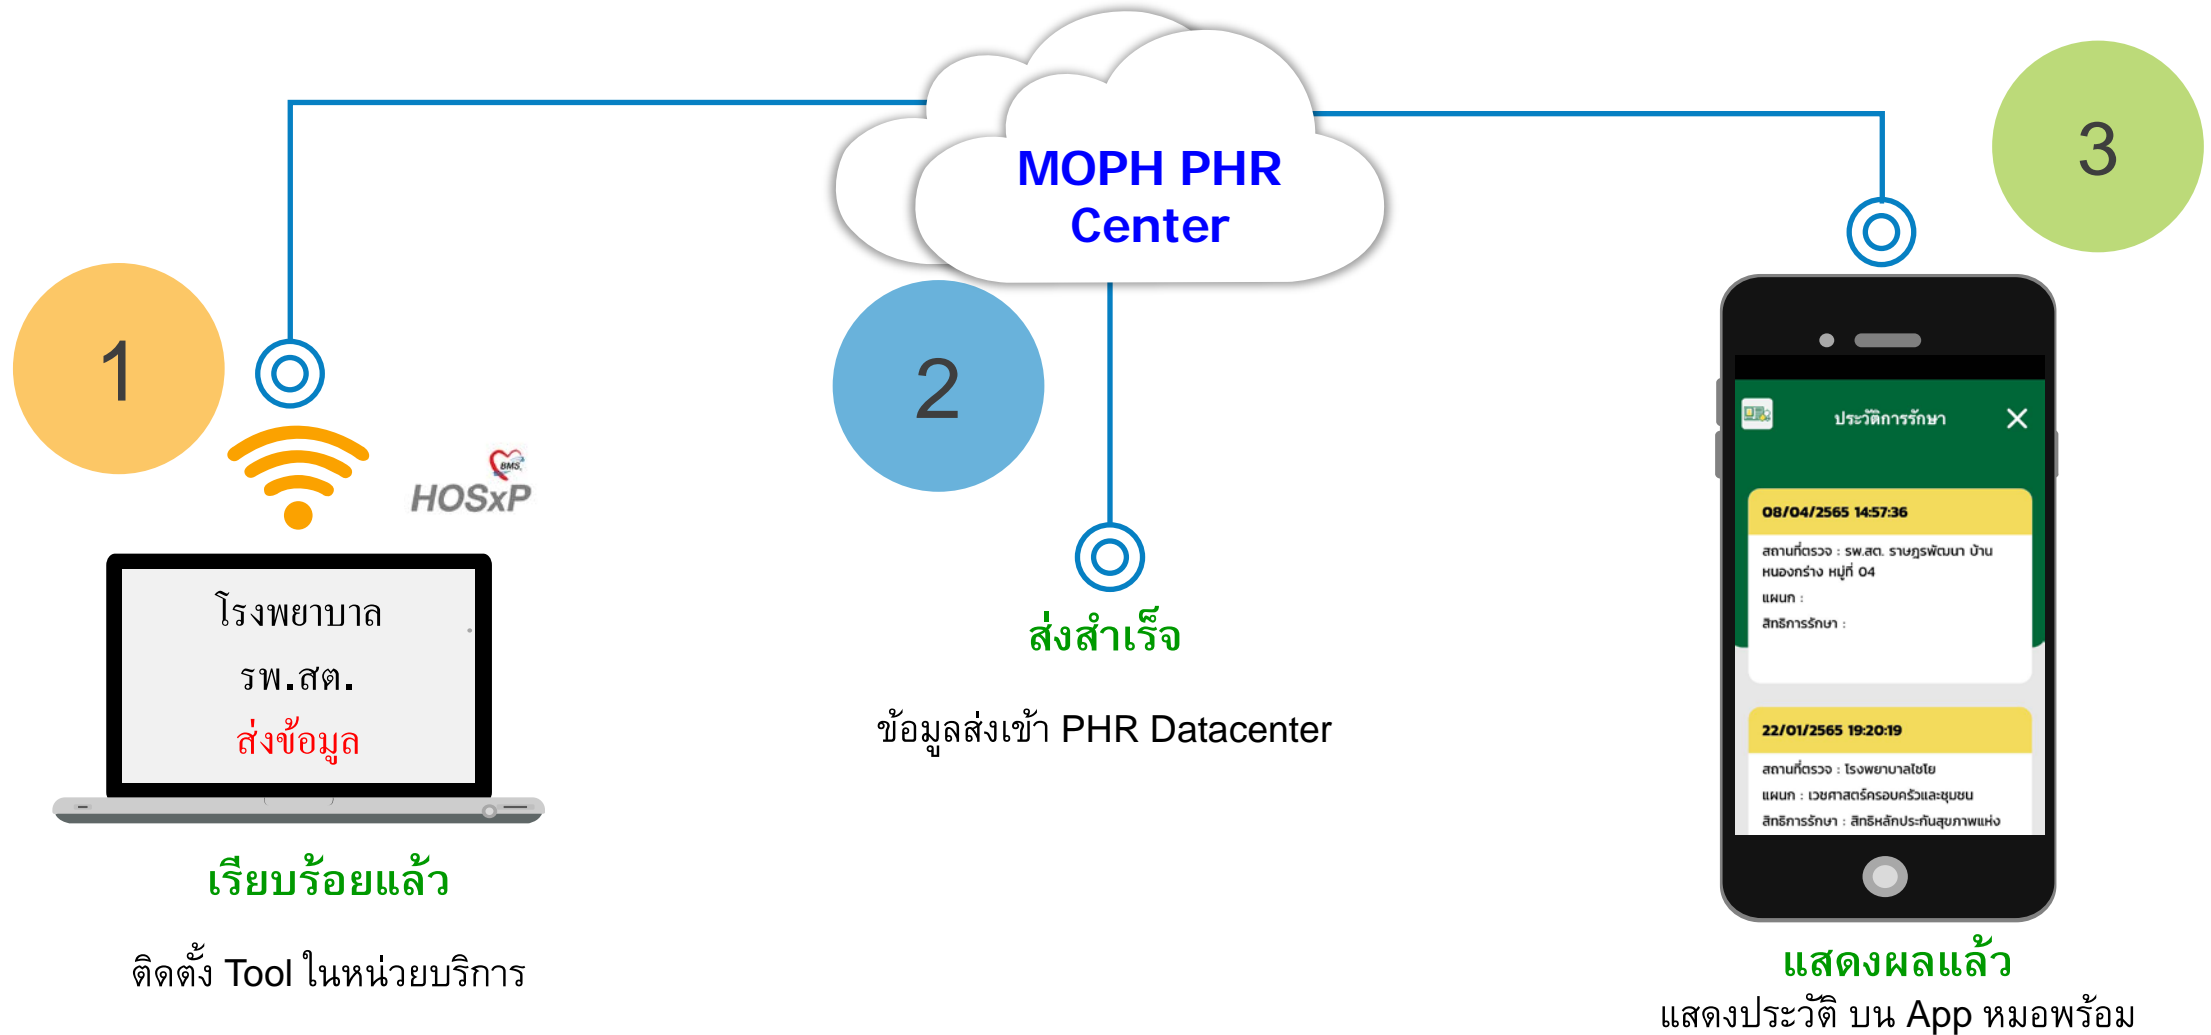 MOPH PHR
Center
1
BMS
HOSxP
โรงพยาบาล
รพ.สต.
ส่งข้อมูล
เรียบร้อยแล้ว
ติดตั้ง Tool ในหน่วยบริการ
2
ส่งสำเร็จ
ข้อมูลส่งเข้า PHR Datacenter
3
ประวัติการรักษา
08/04/2565 14:57:36
สถานที่ตรวจ : รพ.สต. ราษฎรพัฒนา บ้าน
หนองกร่าง หมู่ที่ 04
แผนก :
สิทธิการรักษา :
22/01/2565 19:20:19
สถานที่ตรวจ : โรงพยาบาลไชโย
แผนก : เวชศาสตร์ครอบครัวและชุมชน
สิทธิการรักษา : สิทธิหลักประกันสุขภาพแห่ง
แสดงผลแล้ว
แสดงประวัติ บน App หมอพร้อม